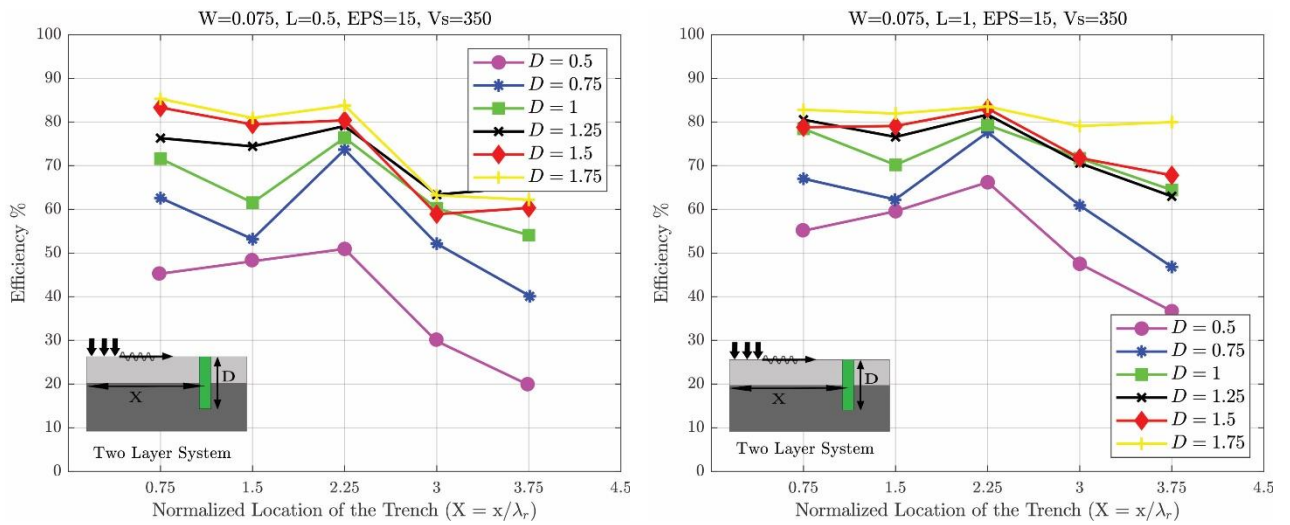 W=0.075, L=0.5, EPS=15, Vs=350
100
90
80
70
60
50
40
30
20
10
0
Efficiency %
D = 0.5
D = 0.75
D = 1
D = 1.25
D = 1.5
D = 1.75
D
X
Two Layer System
0.75 1.5 2.25 3 3.75 4.5
Normalized Location of the Trench (X = x/λr)
W=0.075, L=1, EPS=15, Vs=350
100
90
80
70
60
50
40
30
20
10
0
Efficiency %
D
X
Two Layer System
D = 0.5
D = 0.75
D = 1
D = 1.25
D = 1.5
D = 1.75
0.75 1.5 2.25 3 3.75 4.5
Normalized Location of the Trench (X = x/λr)